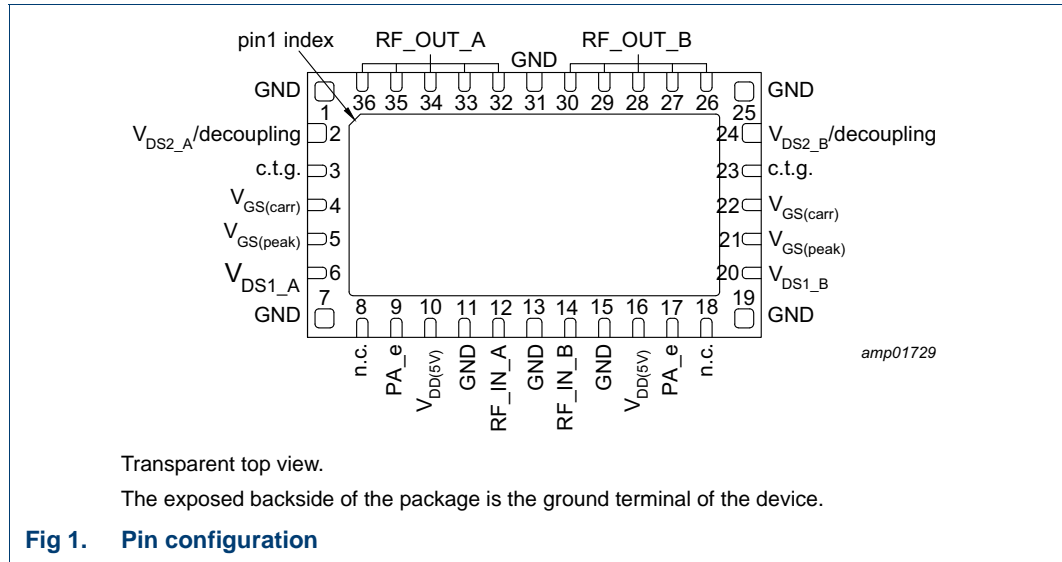 pin1 index
RF_OUT_A
RF_OUT_B
GND
36 35 34 33 32 31 30 29 28 27 26
GND
1
GND
25
VDS2_A/decoupling 2
24 VDS2_B/decoupling
c.t.g. 3
23 c.t.g.
VGS(carr) 4
22 VGS(carr)
VGS(peak) 5
21 VGS(peak)
VDS1_A 6
20 VDS1_B
GND
7
8 9 10 11 12 13 14 15 16 17 18
19
GND
n.c.
PA_e
VDD(5V)
GND
RF_IN_A
GND
RF_IN_B
GND
VDD(5V)
PA_e
n.c.
amp01729
Transparent top view.
The exposed backside of the package is the ground terminal of the device.
Fig 1. Pin configuration